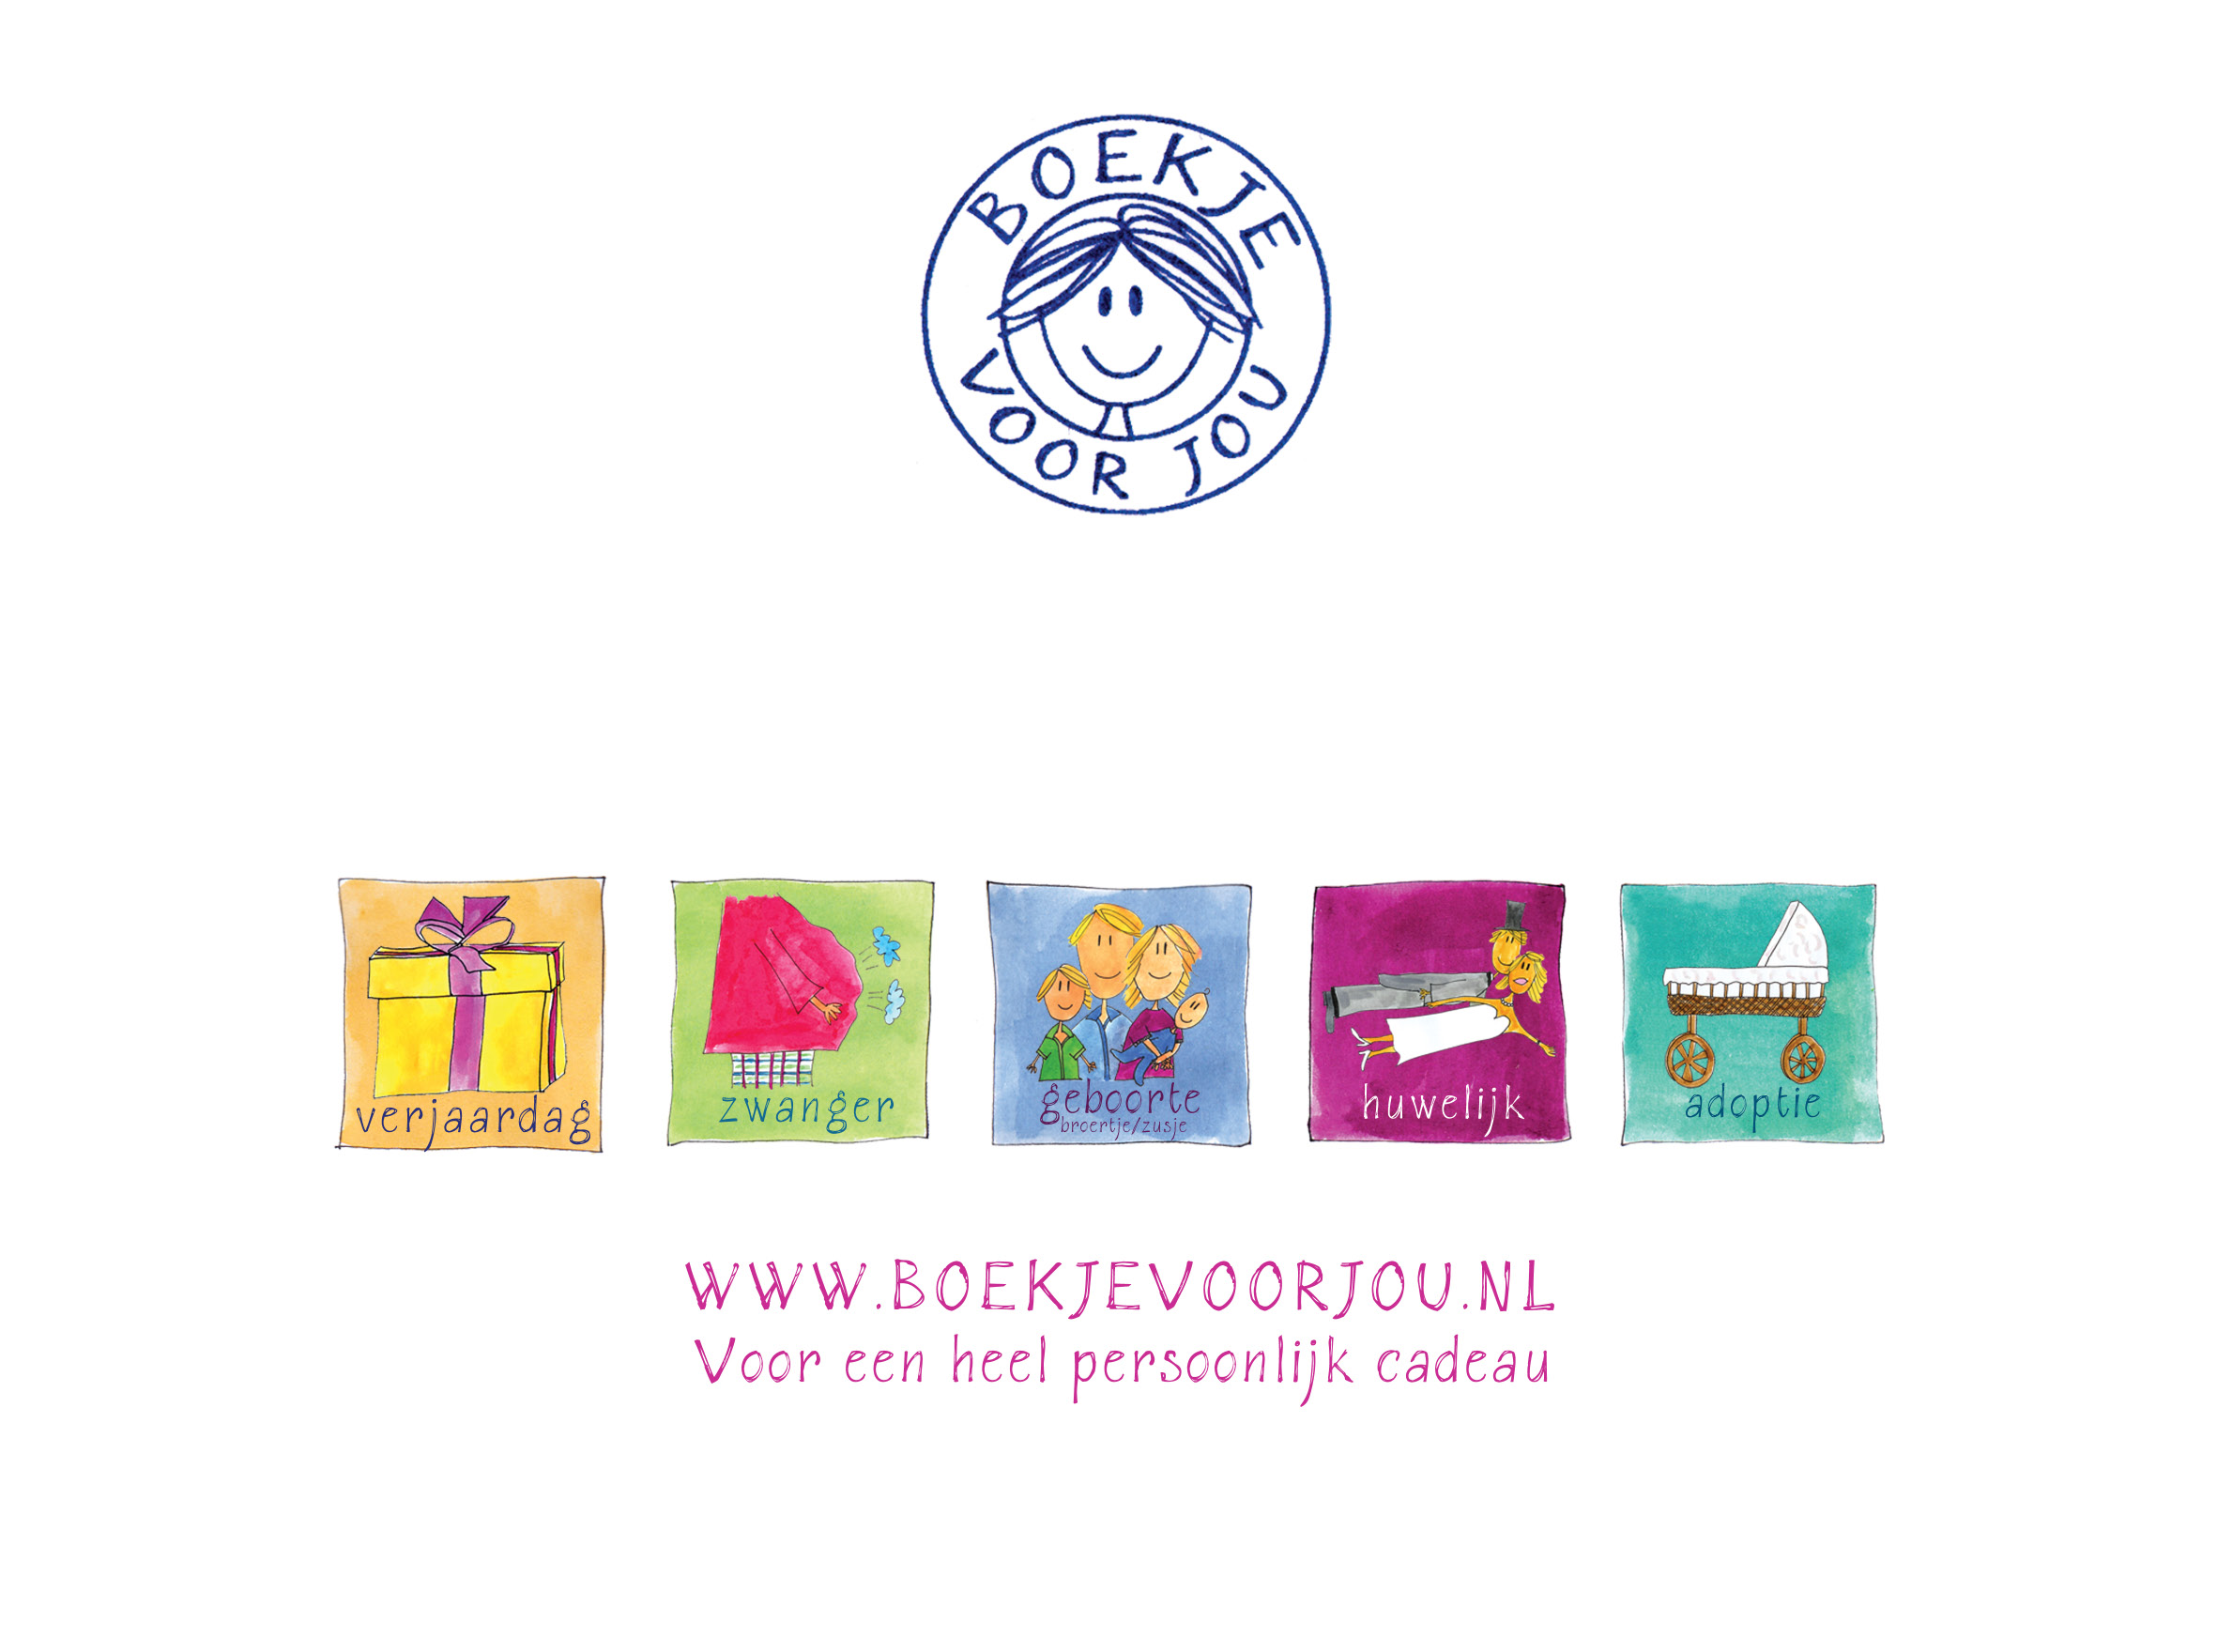 BOEKJE
VOOR JOU
verjaardag
zwanger
geboorte
broertje/zusje
huwelijk
adoptie
WWW.BOEKJEVOORJOU.NL
Voor een heel persoonlijk cadeau